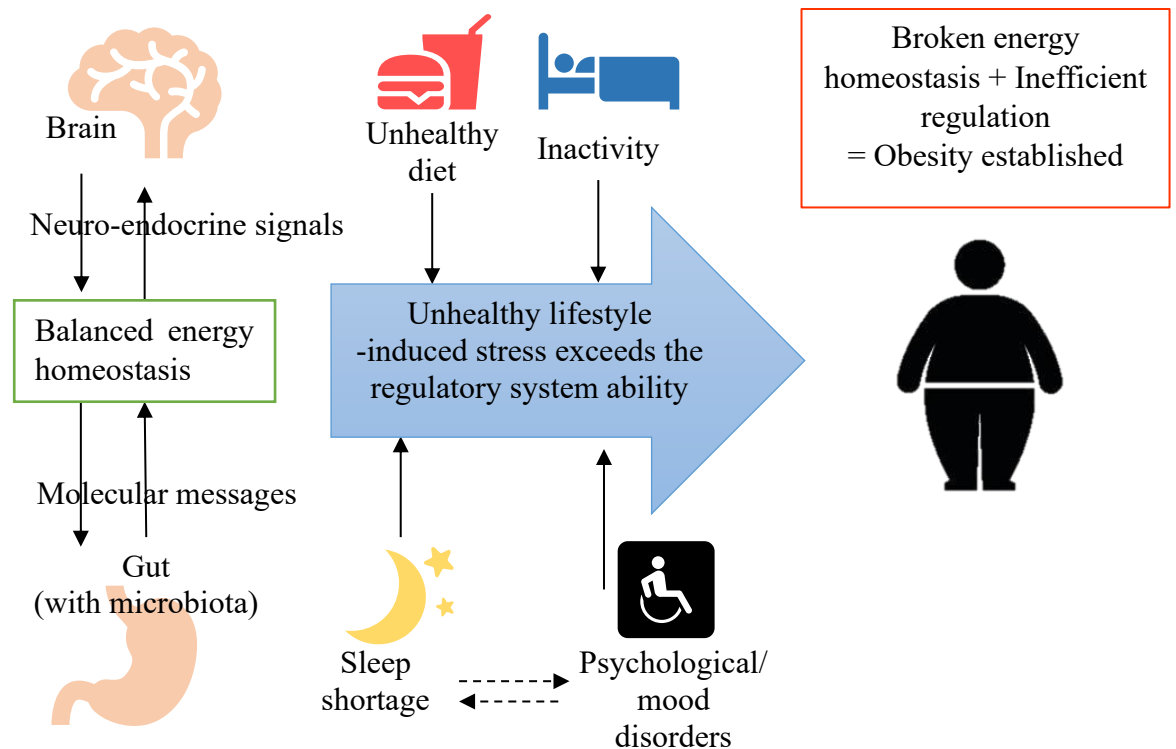 Brain
Neuro-endocrine signals
Balanced energy
homeostasis
Molecular messages
Gut
(with microbiota)
Unhealthy
diet
Inactivity
Unhealthy lifestyle
-induced stress exceeds the
regulatory system ability
Sleep
shortage
Psychological/
mood
disorders
Broken energy
homeostasis + Inefficient
regulation
= Obesity established